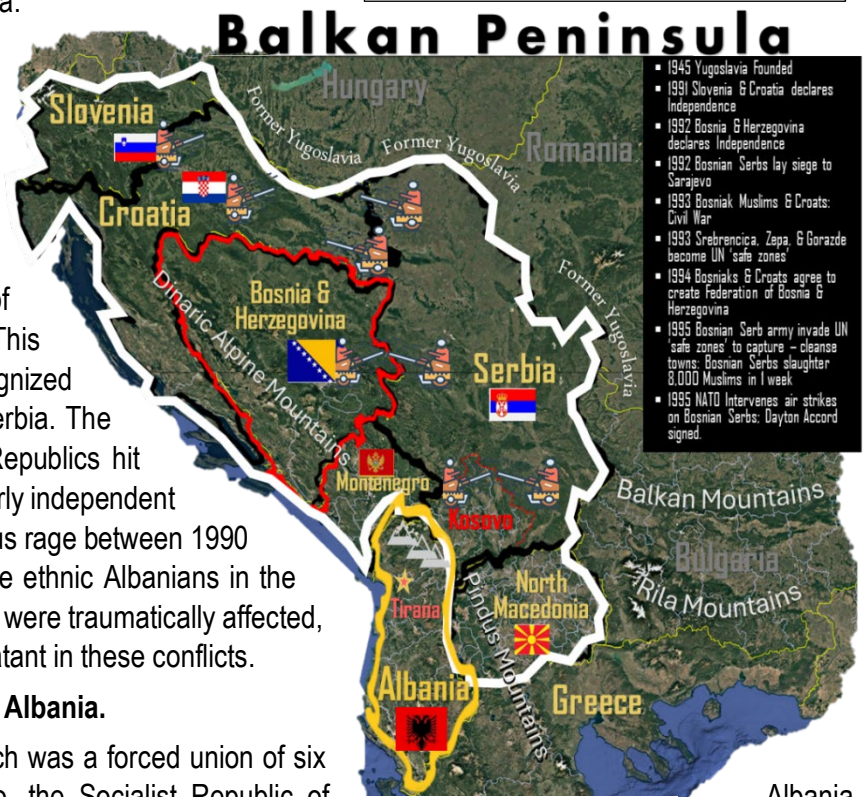 a.
Balkan Peninsula
Hungary
Slovenia
Former Yugoslavia
Former Yugoslavia
Romania
Croatia
Former Yugoslavia
Dinaric Alpine Mountains
Bosnia &
Herzegovina
Serbia
Montenegro
Kosovo
Balkan Mountains
Bulgaria
Rila Mountains
Tirana
Pindus Mountains
North
Macedonia
Albania
Greece
▪ 1945 Yugoslavia Founded
▪ 1991 Slovenia & Croatia declares
Independence
▪ 1992 Bosnia & Herzegovina
declares Independence
▪ 1992 Bosnian Serbs lay siege to
Sarajevo
▪ 1993 Bosniak Muslims & Croats:
Civil War
▪ 1993 Srebrencica, Zepa, & Gorazde
become UN 'safe zones'
▪ 1994 Bosniaks & Croats agree to
create Federation of Bosnia &
Herzegovina
▪ 1995 Bosnian Serb army invade UN
'safe zones' to capture – cleanse
towns: Bosnian Serbs slaughter
8,000 Muslims in 1 week
▪ 1995 NATO Intervenes air strikes
on Bosnian Serbs; Dayton Accord
signed.
of
This
gnized
erbia. The
Republics hit
rly independent
us rage between 1990
e ethnic Albanians in the
were traumatically affected,
atant in these conflicts.
Albania.
ch was a forced union of six
the Socialist Republic of
Albania